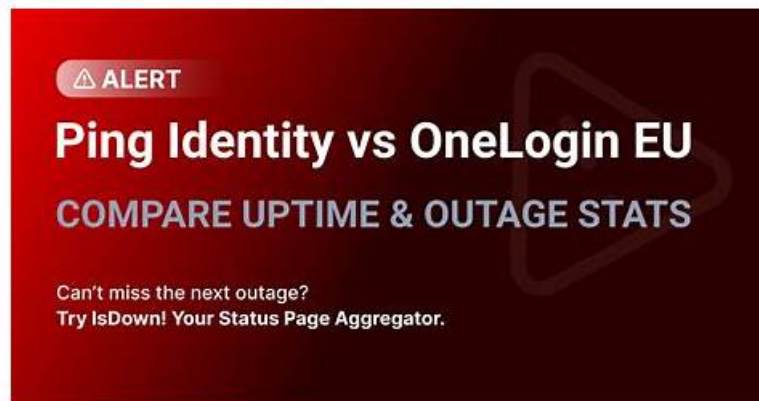 ALERT
Ping Identity vs OneLogin EU
COMPARE UPTIME & OUTAGE STATS
Can't miss the next outage?
Try IsDown! Your Status Page Aggregator.